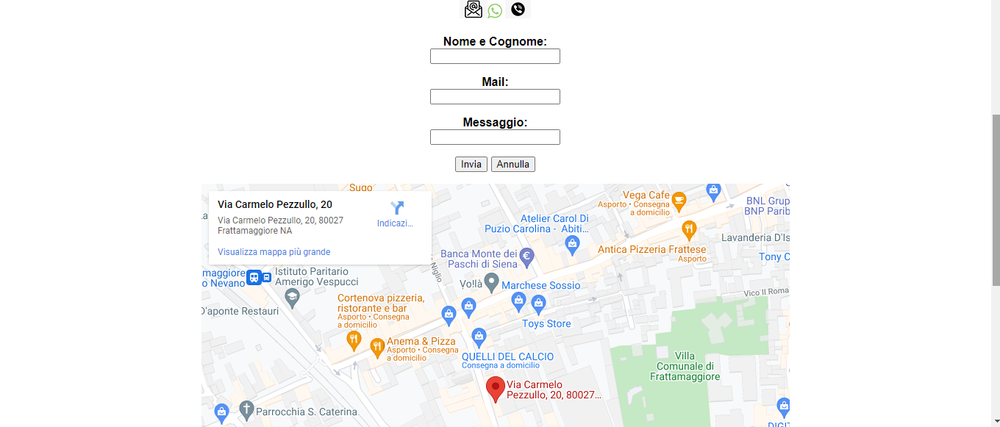 Nome e Cognome:
Mail:
Messaggio:
Invia Annulla
Via Carmelo Pezzullo, 20
Via Carmelo Pezzullo, 20, 80027
Frattamaggiore NA
Indicazi...
Visualizza mappa più grande
Sugo
Vega Cafe
Asporto • Consegna
a domicilio
BNL Grup
BNP Parib
Atelier Carol Di
Puzio Carolina - Abiti...
Lavanderia D'Is
Antica Pizzeria Frattese
Asporto
Tony C
Banca Monte dei
Paschi di Siena
maggiore
o Nevano
Istituto Paritario
Amerigo Vespucci
Niglio
Vo!là
Marchese Sossio
Vico II Roma
Cortenova pizzeria,
ristorante e bar
Asporto • Consegna
a domicilio
D'aponte Restauri
Toys Store
Anema & Pizza
Asporto • Consegna
a domicilio
QUELLI DEL CALCIO
Consegna a domicilio
Villa
Comunale di
Frattamaggiore
Via Carmelo
Pezzullo, 20, 80027...
Parrocchia S. Caterina
DIGIT